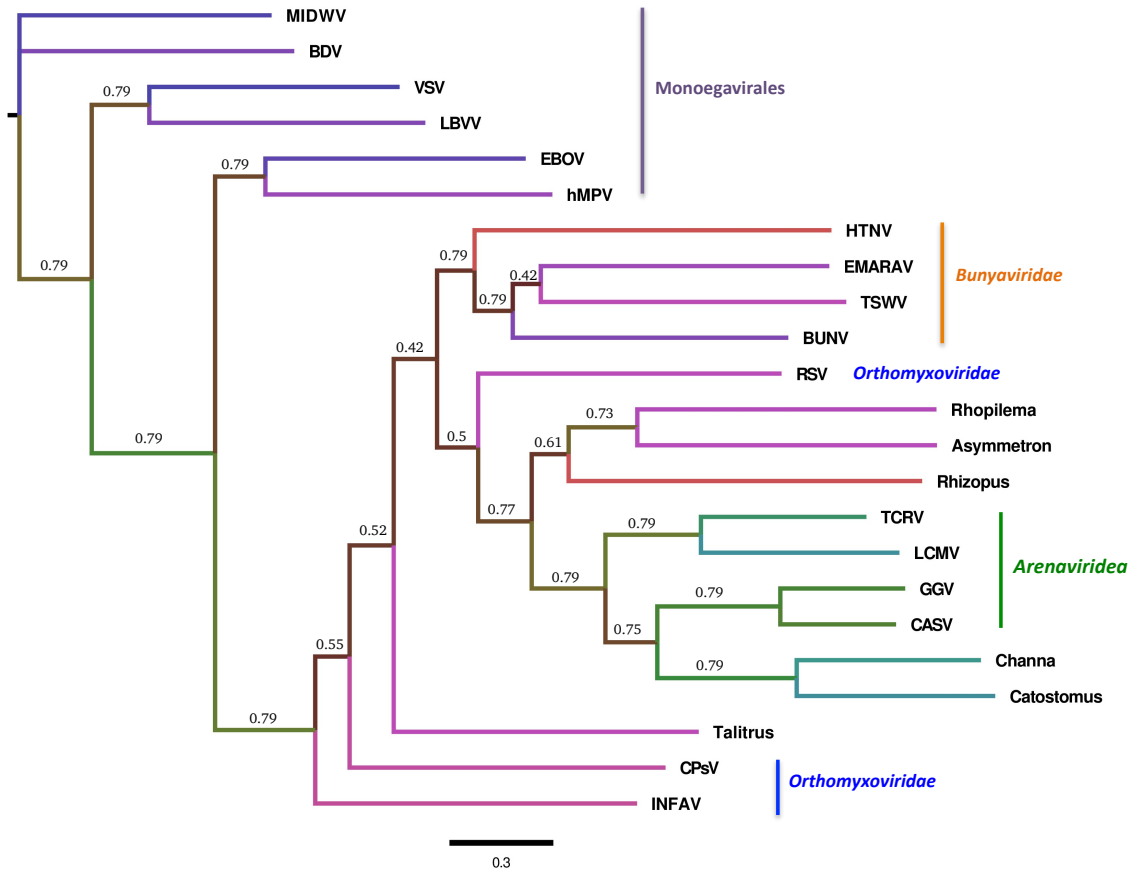 MIDWV
BDV
0.79
VSV
Monoegavirales
LBVV
0.79
EBOV
hMPV
HTNV
0.79
0.79
EMARAV
0.42
Bunyaviridae
0.79
TSWV
BUNV
0.42
RSV
Orthomyxoviridae
Rhopilema
0.73
0.79
0.5
0.61
Asymmetron
Rhizopus
0.77
TCRV
0.79
0.52
LCMV
Arenaviridea
0.79
GGV
0.79
CASV
0.75
0.55
Channa
0.79
Catostomus
0.79
Talitrus
CPsV
Orthomyxoviridae
INFAV
0.3